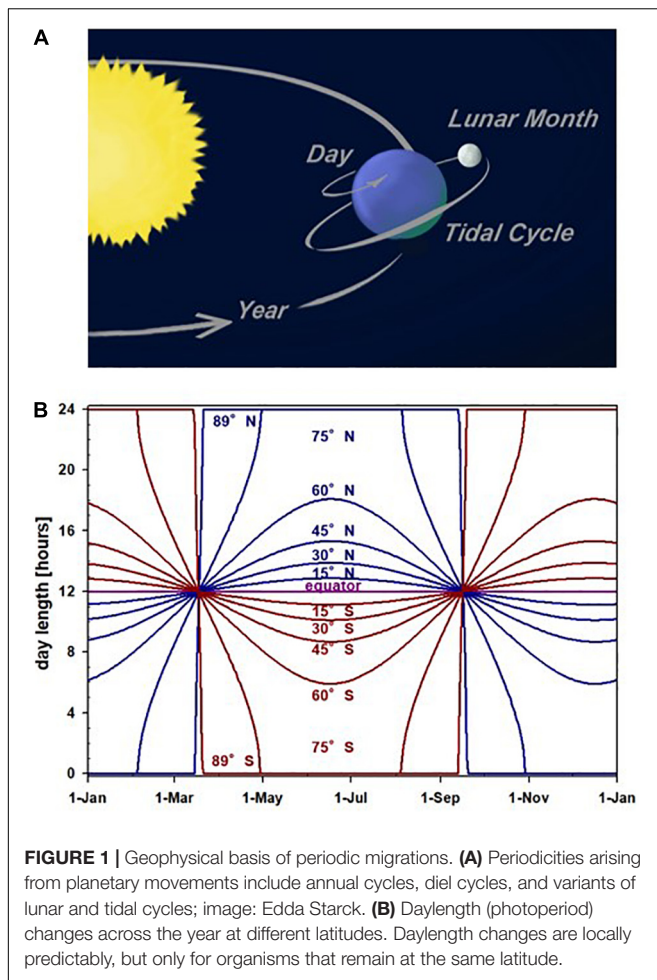 A
Lunar Month
Day
Tidal Cycle
Year
B
24
20
16
12
8
4
0
day length [hours]
89° N
75° N
60° N
45° N
30° N
15° N
equator
15° S
30° S
45° S
60° S
75° S
89° S
1-Jan 1-Mar 1-May 1-Jul 1-Sep 1-Nov 1-Jan
FIGURE 1 | Geophysical basis of periodic migrations. (A) Periodicities arising
from planetary movements include annual cycles, diel cycles, and variants of
lunar and tidal cycles; image: Edda Starck. (B) Daylength (photoperiod)
changes across the year at different latitudes. Daylength changes are locally
predictably, but only for organisms that remain at the same latitude.